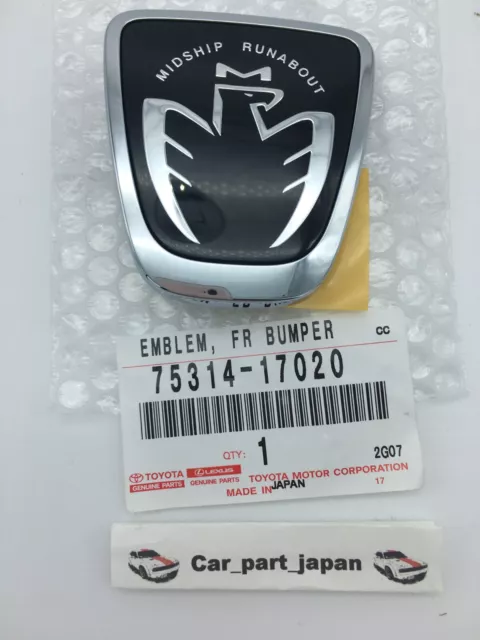 MIDSHIP RUNABOUT
EMBLEM, FR BUMPER CC
75314-17020
QTY: 1 2G07
TOYOTA LEXUS TOYOTA MOTOR CORPORATION
GENUINE PARTS GENUINE PARTS MADE IN JAPAN 17
Car_part_japan